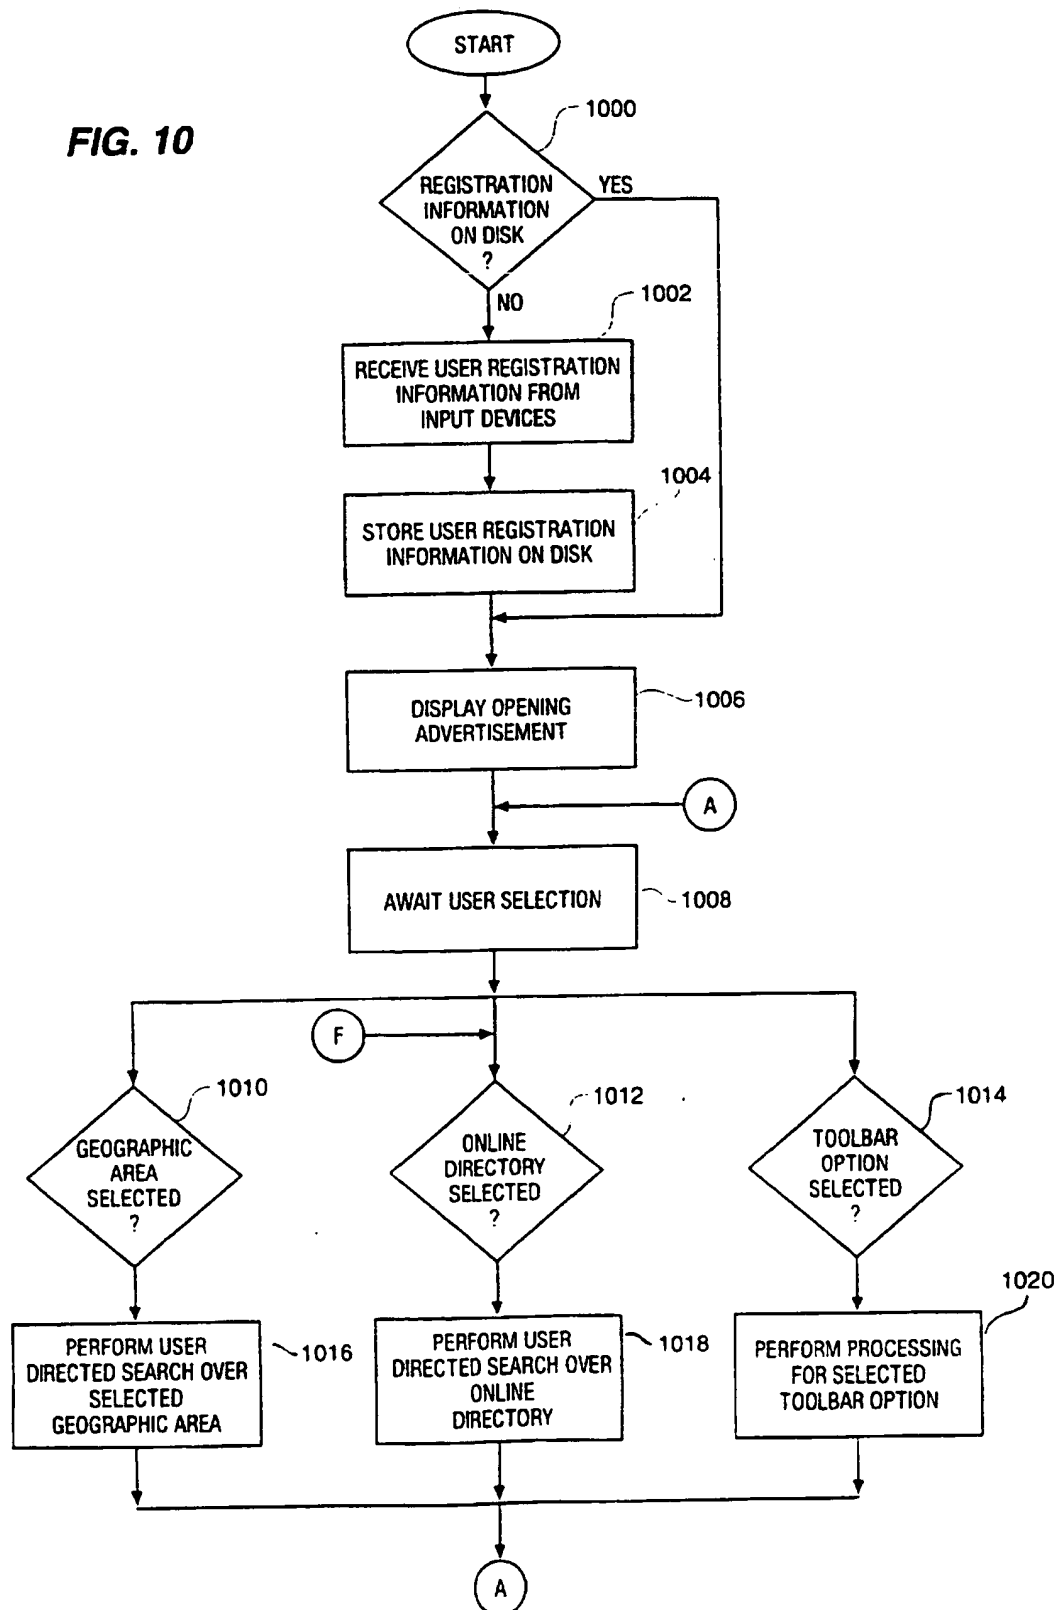 START
FIG. 10
1000
REGISTRATION
INFORMATION
ON DISK
?
YES
NO
1002
RECEIVE USER REGISTRATION
INFORMATION FROM
INPUT DEVICES
1004
STORE USER REGISTRATION
INFORMATION ON DISK
DISPLAY OPENING
ADVERTISEMENT
1006
A
AWAIT USER SELECTION
1008
F
1010
GEOGRAPHIC
AREA
SELECTED
?
1012
ONLINE
DIRECTORY
SELECTED
?
1014
TOOLBAR
OPTION
SELECTED
?
PERFORM USER
DIRECTED SEARCH OVER
SELECTED
GEOGRAPHIC AREA
1016
PERFORM USER
DIRECTED SEARCH OVER
ONLINE
DIRECTORY
1018
1020
PERFORM PROCESSING
FOR SELECTED
TOOLBAR OPTION
A